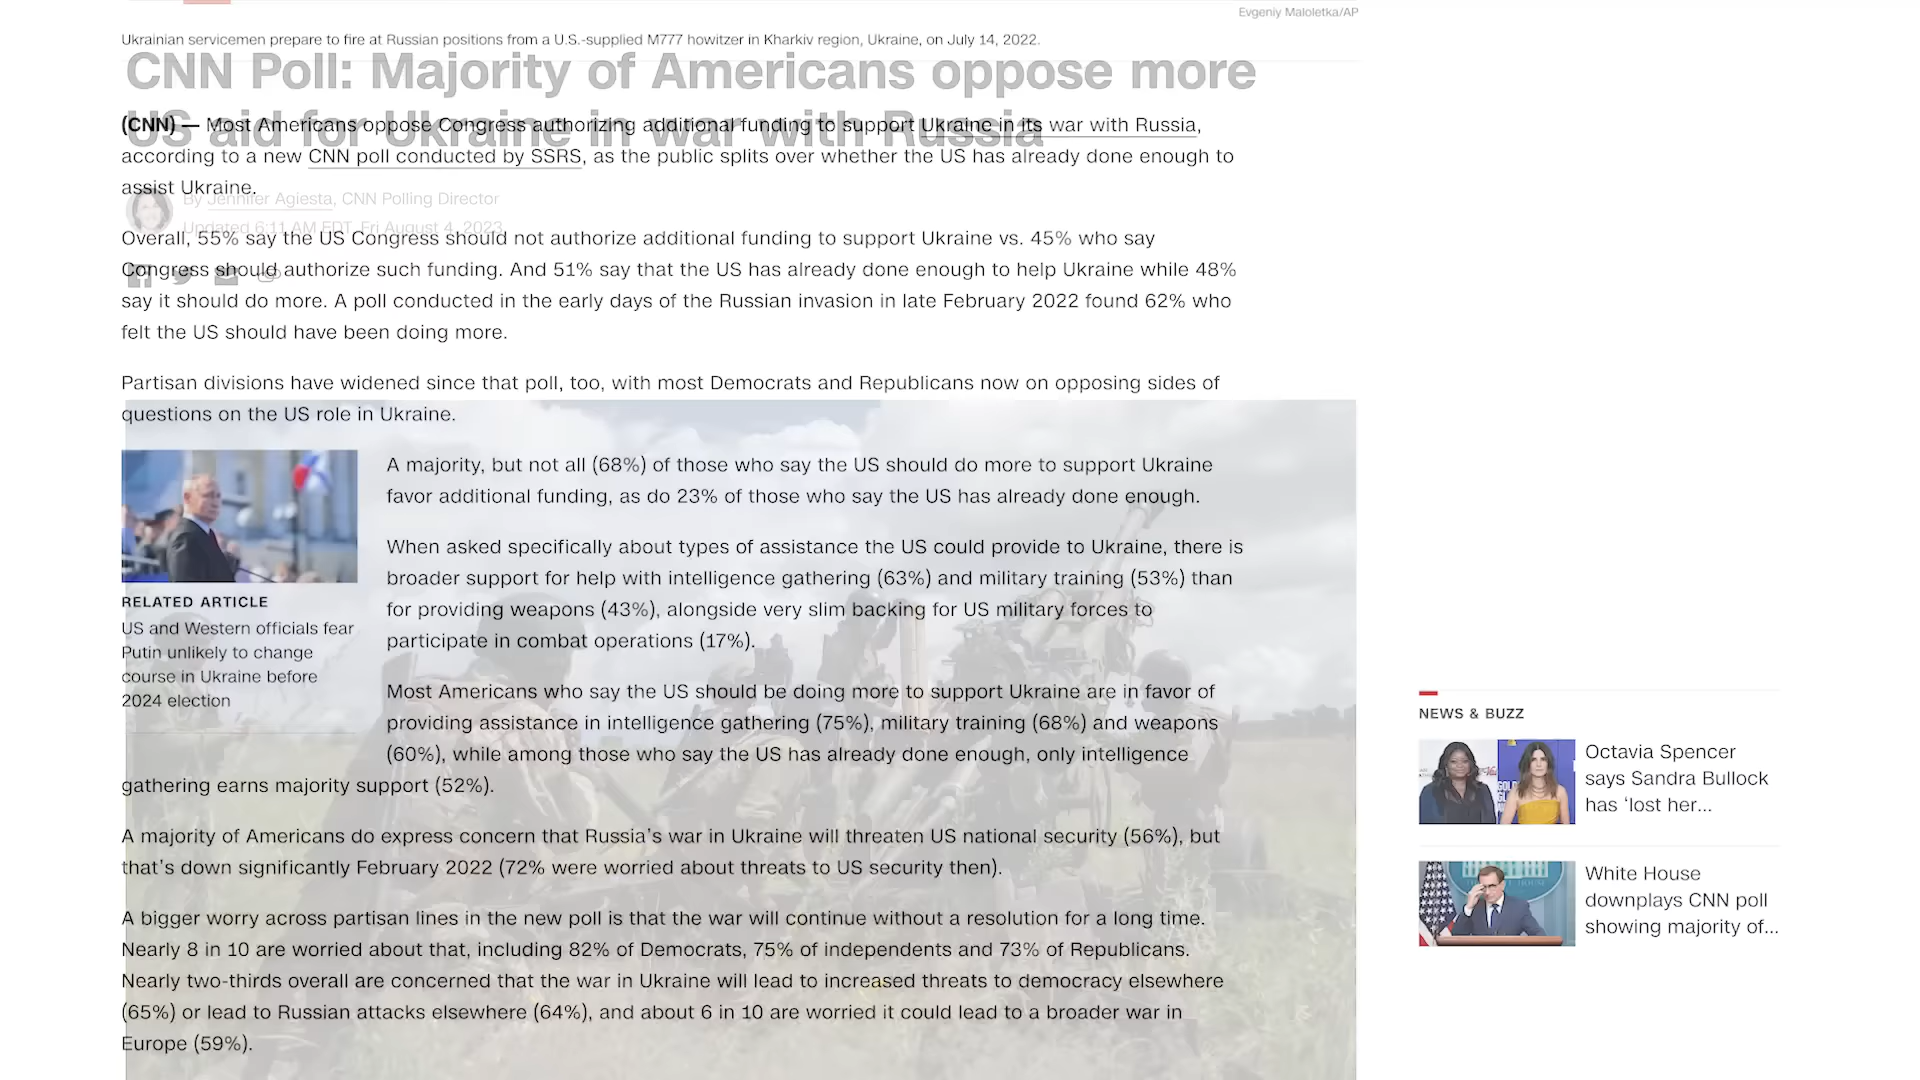 Evgeniy Maloletka/AP
Ukrainian servicemen prepare to fire at Russian positions from a U.S.-supplied M777 howitzer in Kharkiv region, Ukraine, on July 14, 2022.
CNN Poll: Majority of Americans oppose more
US aid for Ukraine in war with Russia
(CNN) — Most Americans oppose Congress authorizing additional funding to support Ukraine in its war with Russia,
according to a new CNN poll conducted by SSRS, as the public splits over whether the US has already done enough to
assist Ukraine.
By Jennifer Agiesta, CNN Polling Director
Updated 6:11 AM EDT, Fri August 4, 2023
Overall, 55% say the US Congress should not authorize additional funding to support Ukraine vs. 45% who say
Congress should authorize such funding. And 51% say that the US has already done enough to help Ukraine while 48%
say it should do more. A poll conducted in the early days of the Russian invasion in late February 2022 found 62% who
felt the US should have been doing more.
Partisan divisions have widened since that poll, too, with most Democrats and Republicans now on opposing sides of
questions on the US role in Ukraine.
A majority, but not all (68%) of those who say the US should do more to support Ukraine
favor additional funding, as do 23% of those who say the US has already done enough.
When asked specifically about types of assistance the US could provide to Ukraine, there is
broader support for help with intelligence gathering (63%) and military training (53%) than
for providing weapons (43%), alongside very slim backing for US military forces to
participate in combat operations (17%).
RELATED ARTICLE
US and Western officials fear
Putin unlikely to change
course in Ukraine before
2024 election
Most Americans who say the US should be doing more to support Ukraine are in favor of
providing assistance in intelligence gathering (75%), military training (68%) and weapons
(60%), while among those who say the US has already done enough, only intelligence
gathering earns majority support (52%).
A majority of Americans do express concern that Russia's war in Ukraine will threaten US national security (56%), but
that's down significantly February 2022 (72% were worried about threats to US security then).
A bigger worry across partisan lines in the new poll is that the war will continue without a resolution for a long time.
Nearly 8 in 10 are worried about that, including 82% of Democrats, 75% of independents and 73% of Republicans.
Nearly two-thirds overall are concerned that the war in Ukraine will lead to increased threats to democracy elsewhere
(65%) or lead to Russian attacks elsewhere (64%), and about 6 in 10 are worried it could lead to a broader war in
Europe (59%).
NEWS & BUZZ
Octavia Spencer
says Sandra Bullock
has 'lost her...
White House
downplays CNN poll
showing majority of...